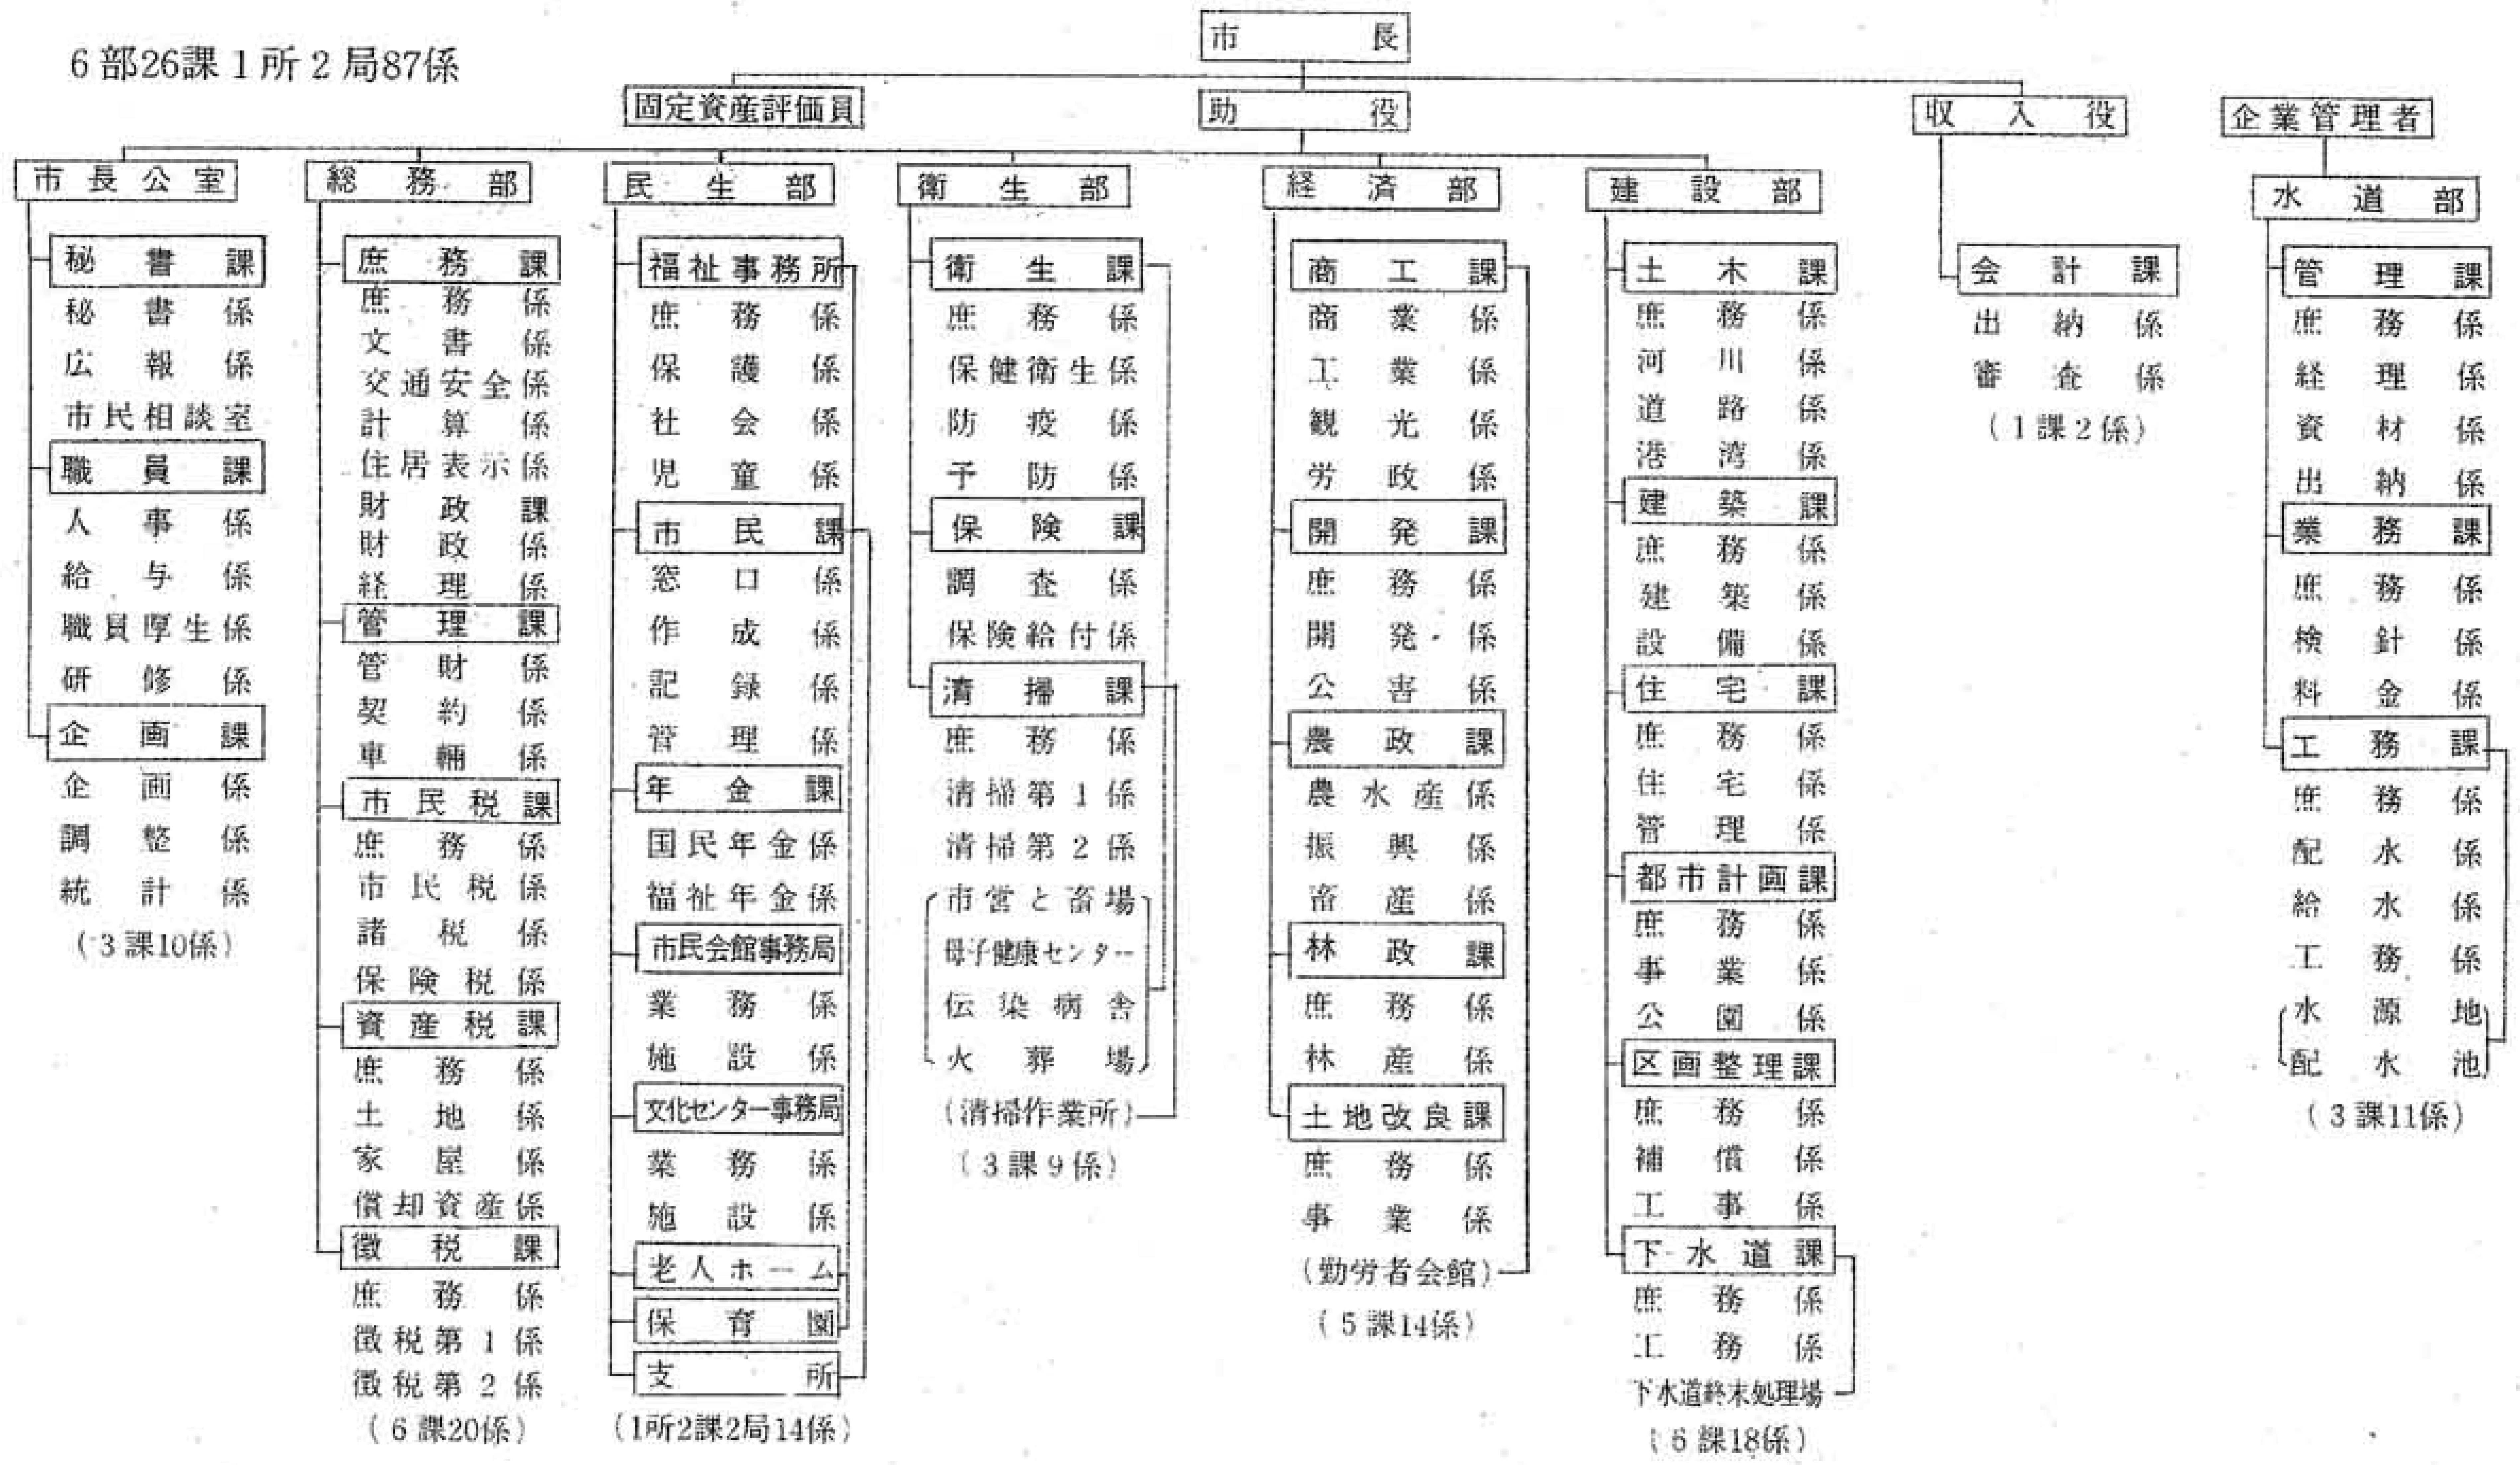 6部26課1所2局87係
市長
固定資産評価員
助役
収入役
企業管理者
市長公室
秘書課
秘書係
広報係
市民相談室
職員課
人事係
給与係
職員厚生係
研修係
企画課
企画係
調整係
統計係
(3課10係)
総務部
庶務課
庶務係
文書係
交通安全係
計算係
住居表示係
財政課
財政係
経理係
管理課
管財係
契約係
車輛係
市民税課
庶務係
市民税係
諸税係
保険税係
資産税課
庶務係
土地係
家屋係
償却資産係
徴税課
庶務係
徴税第1係
徴税第2係
(6課20係)
民生部
福祉事務所
庶務係
保護係
社会係
児童係
市民課
窓口係
作成係
記録係
管理係
年金課
国民年金係
福祉年金係
市民会館事務局
業務係
施設係
文化センター事務局
業務係
施設係
老人ホーム
保育園
支所
(1所2課2局14係)
衛生部
衛生課
庶務係
保健衛生係
防疫係
予防係
保険課
調査係
保険給付係
清掃課
庶務係
清掃第1係
清掃第2係
市営と畜場
母子健康センター
伝染病舎
火葬場
(清掃作業所)
(3課9係)
経済部
商工課
商業係
工業係
観光係
労政係
開発課
庶務係
開発係
公害係
農政課
農水産係
振興係
畜産係
林政課
庶務係
林産係
土地改良課
庶務係
事業係
(勤労者会館)
(5課14係)
建設部
土木課
庶務係
河川係
道路係
港湾係
建築課
庶務係
建築係
設備係
住宅課
庶務係
住宅係
管理係
都市計画課
庶務係
事業係
公園係
区画整理課
庶務係
補償係
工事係
下水道課
庶務係
工務係
下水道終末処理場
(6課18係)
会計課
出納係
審査係
(1課2係)
水道部
管理課
庶務係
経理係
資材係
出納係
業務課
庶務係
検針係
料金係
工務課
庶務係
配水係
給水係
工務係
水源地
配水池
(3課11係)